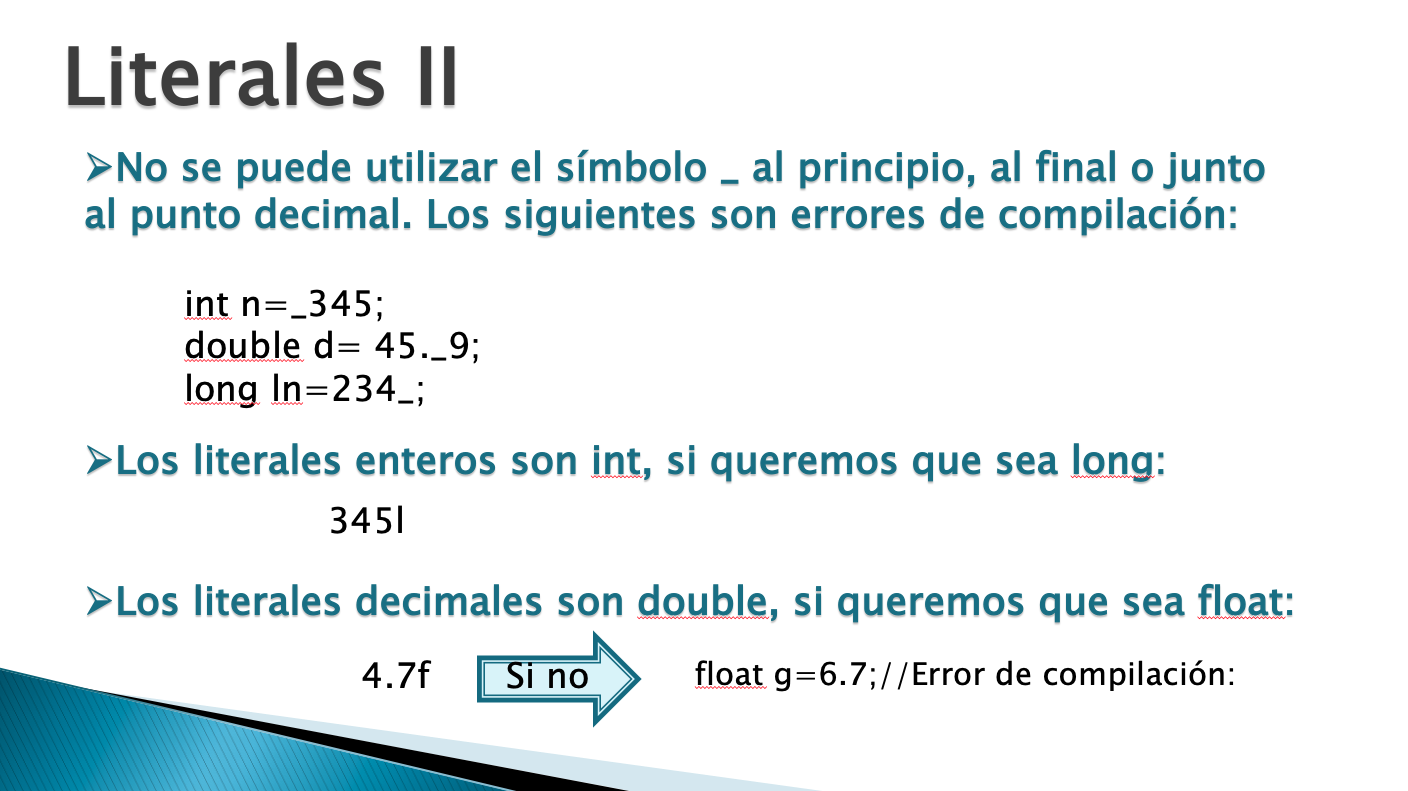 Literales II
➢No se puede utilizar el símbolo _ al principio, al final o junto
al punto decimal. Los siguientes son errores de compilación:
int n=_345;
double d= 45._9;
long ln=234_;
➢Los literales enteros son int, si queremos que sea long:
345l
➢Los literales decimales son double, si queremos que sea float:
4.7f
Si no
float g=6.7;//Error de compilación: